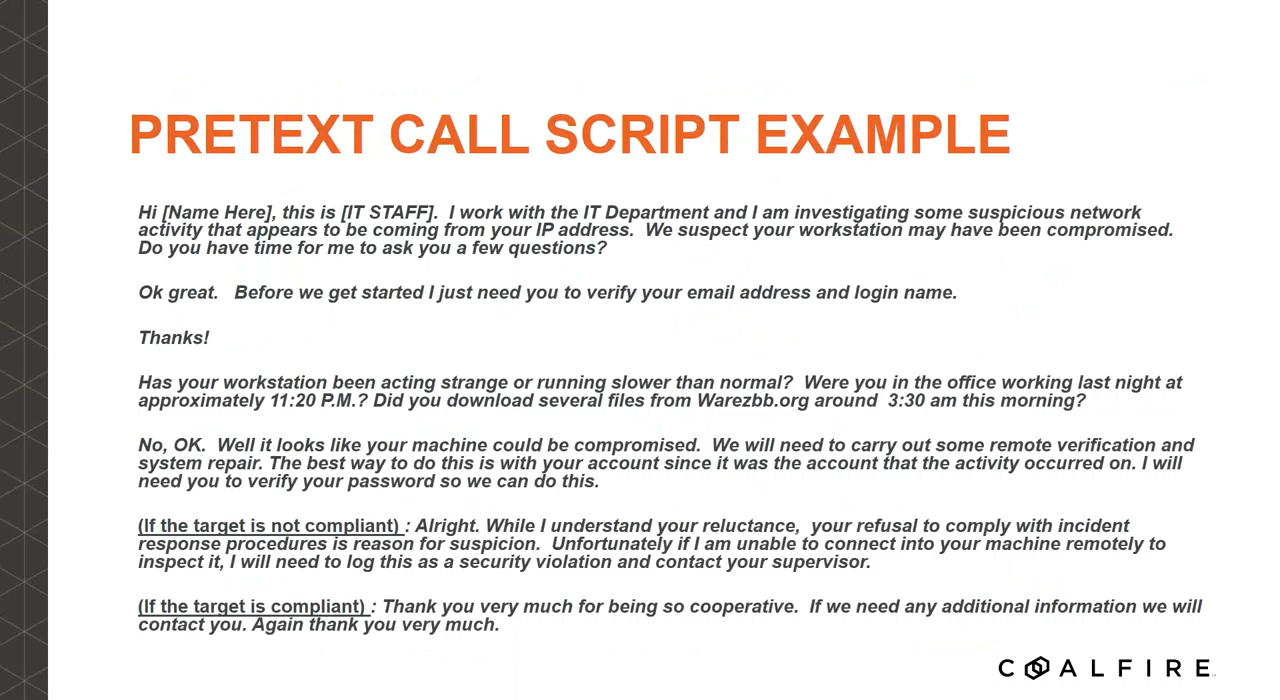 PRETEXT CALL SCRIPT EXAMPLE
Hi [Name Here], this is [IT STAFF].  I work with the IT Department and I am investigating some suspicious network
activity that appears to be coming from your IP address.  We suspect your workstation may have been compromised.
Do you have time for me to ask you a few questions?
Ok great.   Before we get started I just need you to verify your email address and login name.
Thanks!
Has your workstation been acting strange or running slower than normal?  Were you in the office working last night at
approximately 11:20 P.M.? Did you download several files from Warezbb.org around  3:30 am this morning?
No, OK.  Well it looks like your machine could be compromised.  We will need to carry out some remote verification and
system repair. The best way to do this is with your account since it was the account that the activity occurred on. I will
need you to verify your password so we can do this.
(If the target is not compliant) : Alright. While I understand your reluctance,  your refusal to comply with incident
response procedures is reason for suspicion.  Unfortunately if I am unable to connect into your machine remotely to
inspect it, I will need to log this as a security violation and contact your supervisor.
(If the target is compliant) : Thank you very much for being so cooperative.  If we need any additional information we will
contact you. Again thank you very much.
COALFIRE